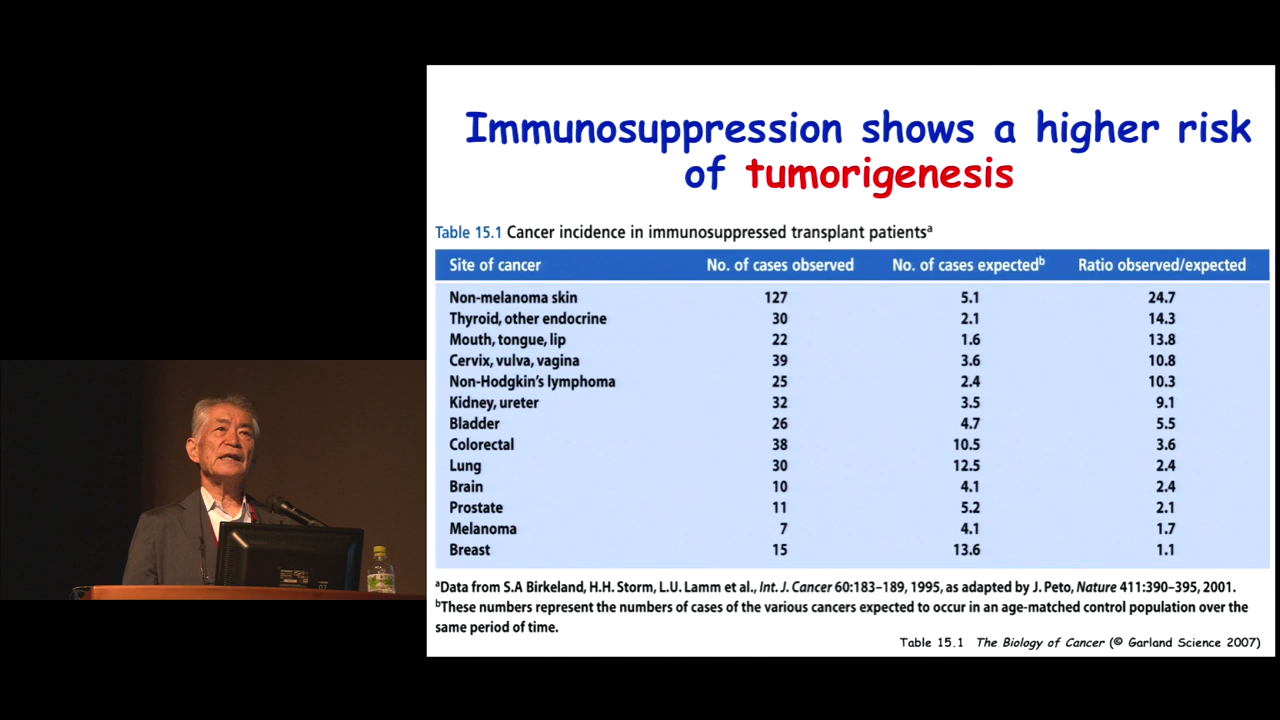 Immunosuppression shows a higher risk
of tumorigenesis
Table 15.1 Cancer incidence in immunosuppressed transplant patientsᵃ
Site of cancer No. of cases observed No. of cases expectedᵇ Ratio observed/expected
Non-melanoma skin 127 5.1 24.7
Thyroid, other endocrine 30 2.1 14.3
Mouth, tongue, lip 22 1.6 13.8
Cervix, vulva, vagina 39 3.6 10.8
Non-Hodgkin's lymphoma 25 2.4 10.3
Kidney, ureter 32 3.5 9.1
Bladder 26 4.7 5.5
Colorectal 38 10.5 3.6
Lung 30 12.5 2.4
Brain 10 4.1 2.4
Prostate 11 5.2 2.1
Melanoma 7 4.1 1.7
Breast 15 13.6 1.1
ᵃData from S.A Birkeland, H.H. Storm, L.U. Lamm et al., Int. J. Cancer 60:183–189, 1995, as adapted by J. Peto, Nature 411:390–395, 2001.
ᵇThese numbers represent the numbers of cases of the various cancers expected to occur in an age-matched control population over the
same period of time.
Table 15.1 The Biology of Cancer (© Garland Science 2007)